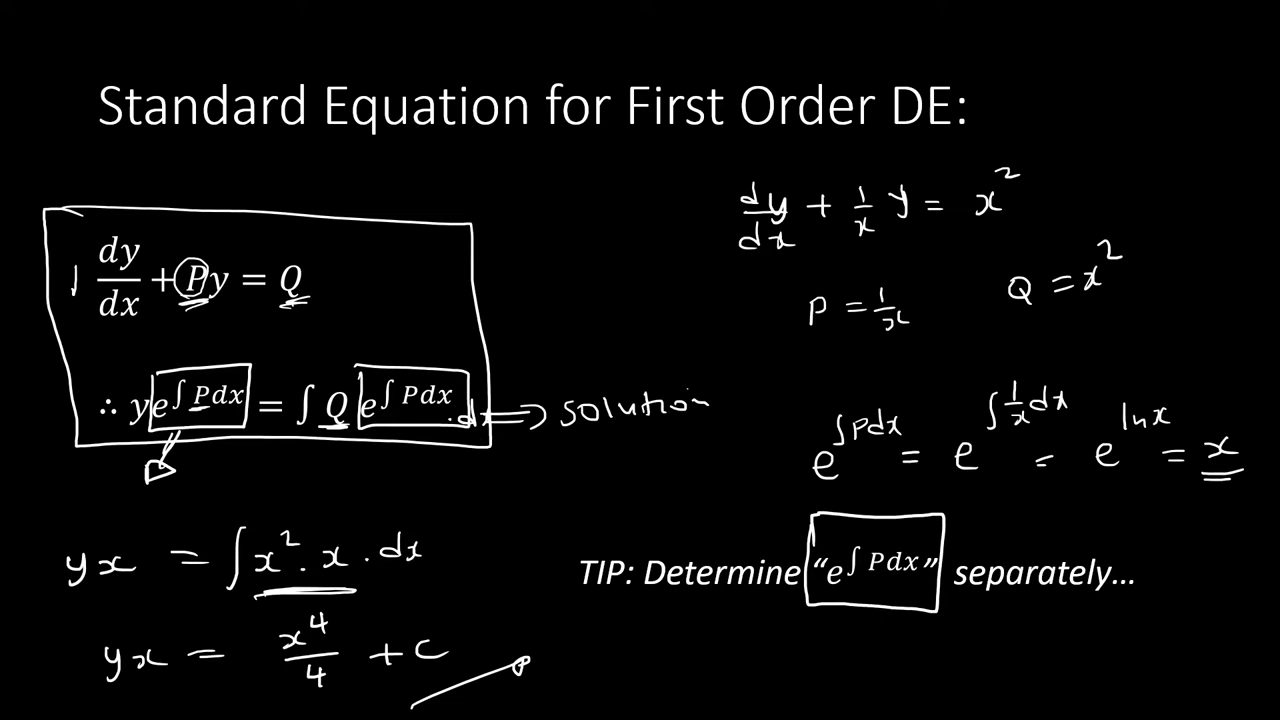 Standard Equation for First Order DE:
1 dy/dx + Py = Q
∴ ye^{∫Pdx} = ∫ Q e^{∫Pdx} .dx ⇒ solution
yx = ∫ x² . x . dx
yx = x⁴/4 + c
dy/dx + 1/x y = x²
P = 1/x
Q = x²
e^{∫Pdx} = e^{∫1/x dx} = e^{ln x} = x
TIP: Determine “e^{∫Pdx}” separately...